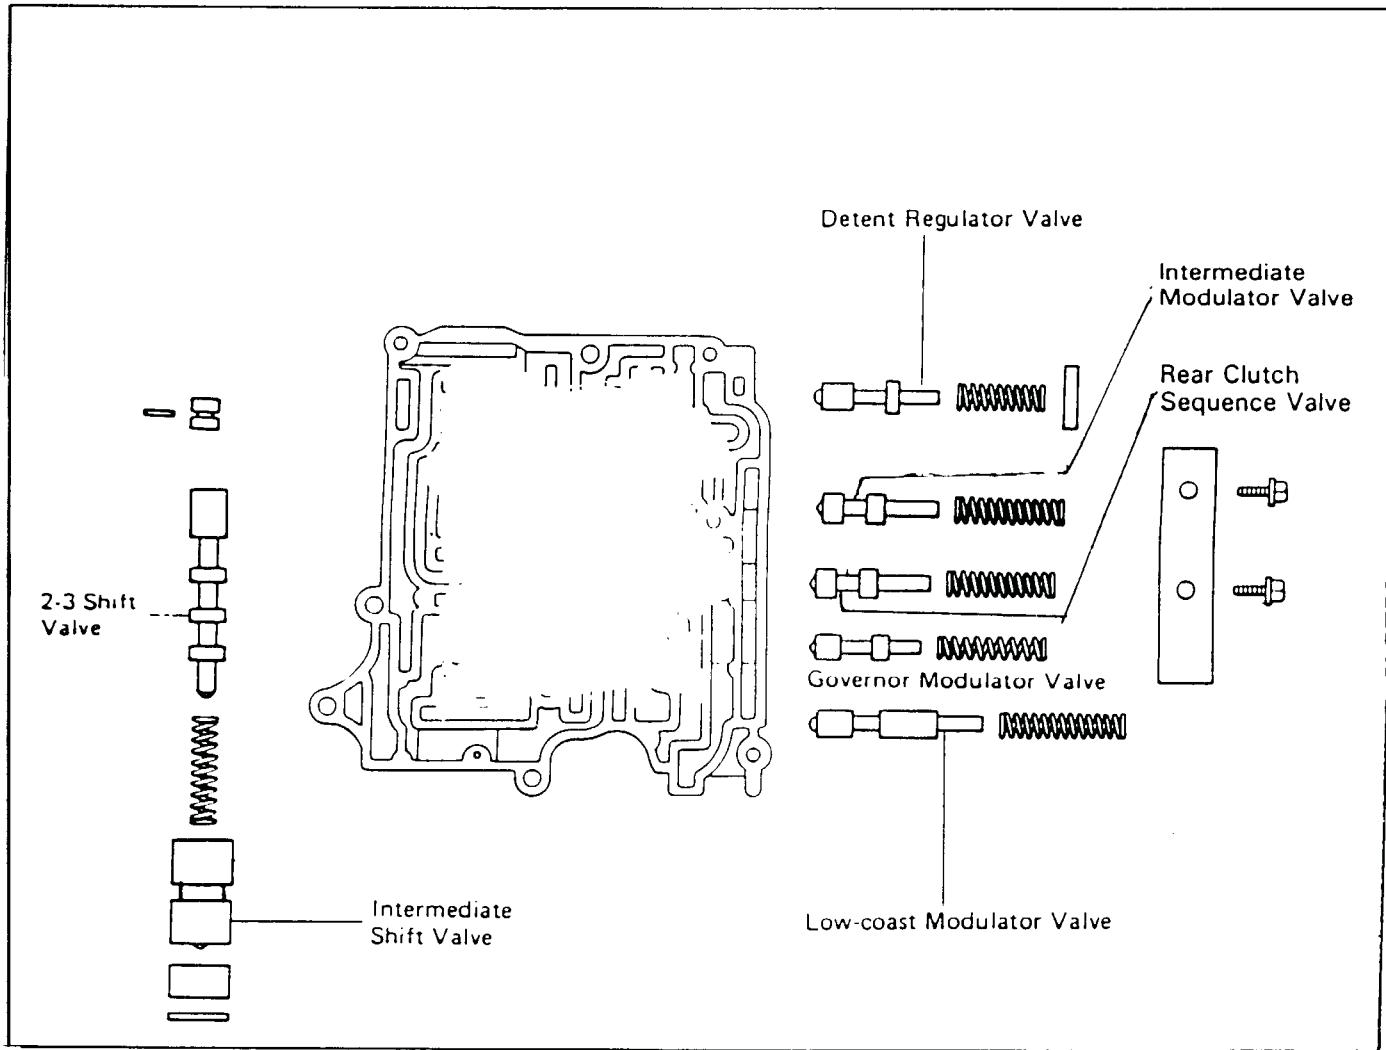 Detent Regulator Valve
Intermediate
Modulator Valve
Rear Clutch
Sequence Valve
2-3 Shift
Valve
Governor Modulator Valve
Intermediate
Shift Valve
Low-coast Modulator Valve